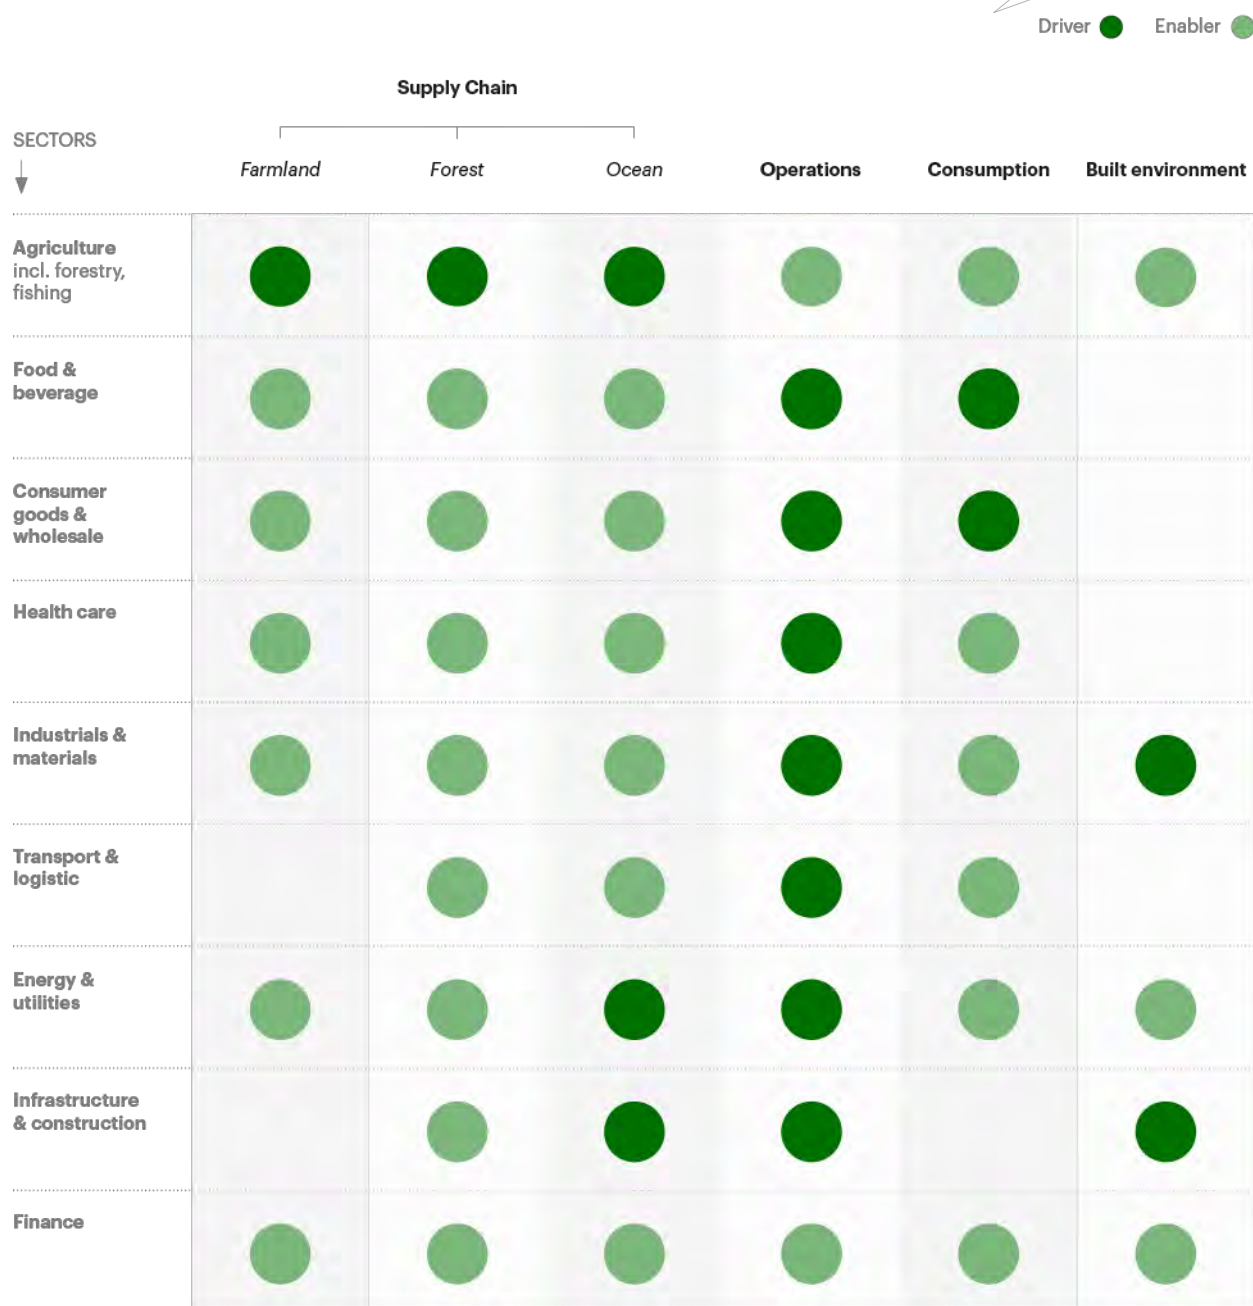 Driver
Enabler
Supply Chain
SECTORS
Farmland
Forest
Ocean
Operations
Consumption
Built environment
Agriculture
incl. forestry,
fishing
Food &
beverage
Consumer
goods &
wholesale
Health care
Industrials &
materials
Transport &
logistic
Energy &
utilities
Infrastructure
& construction
Finance